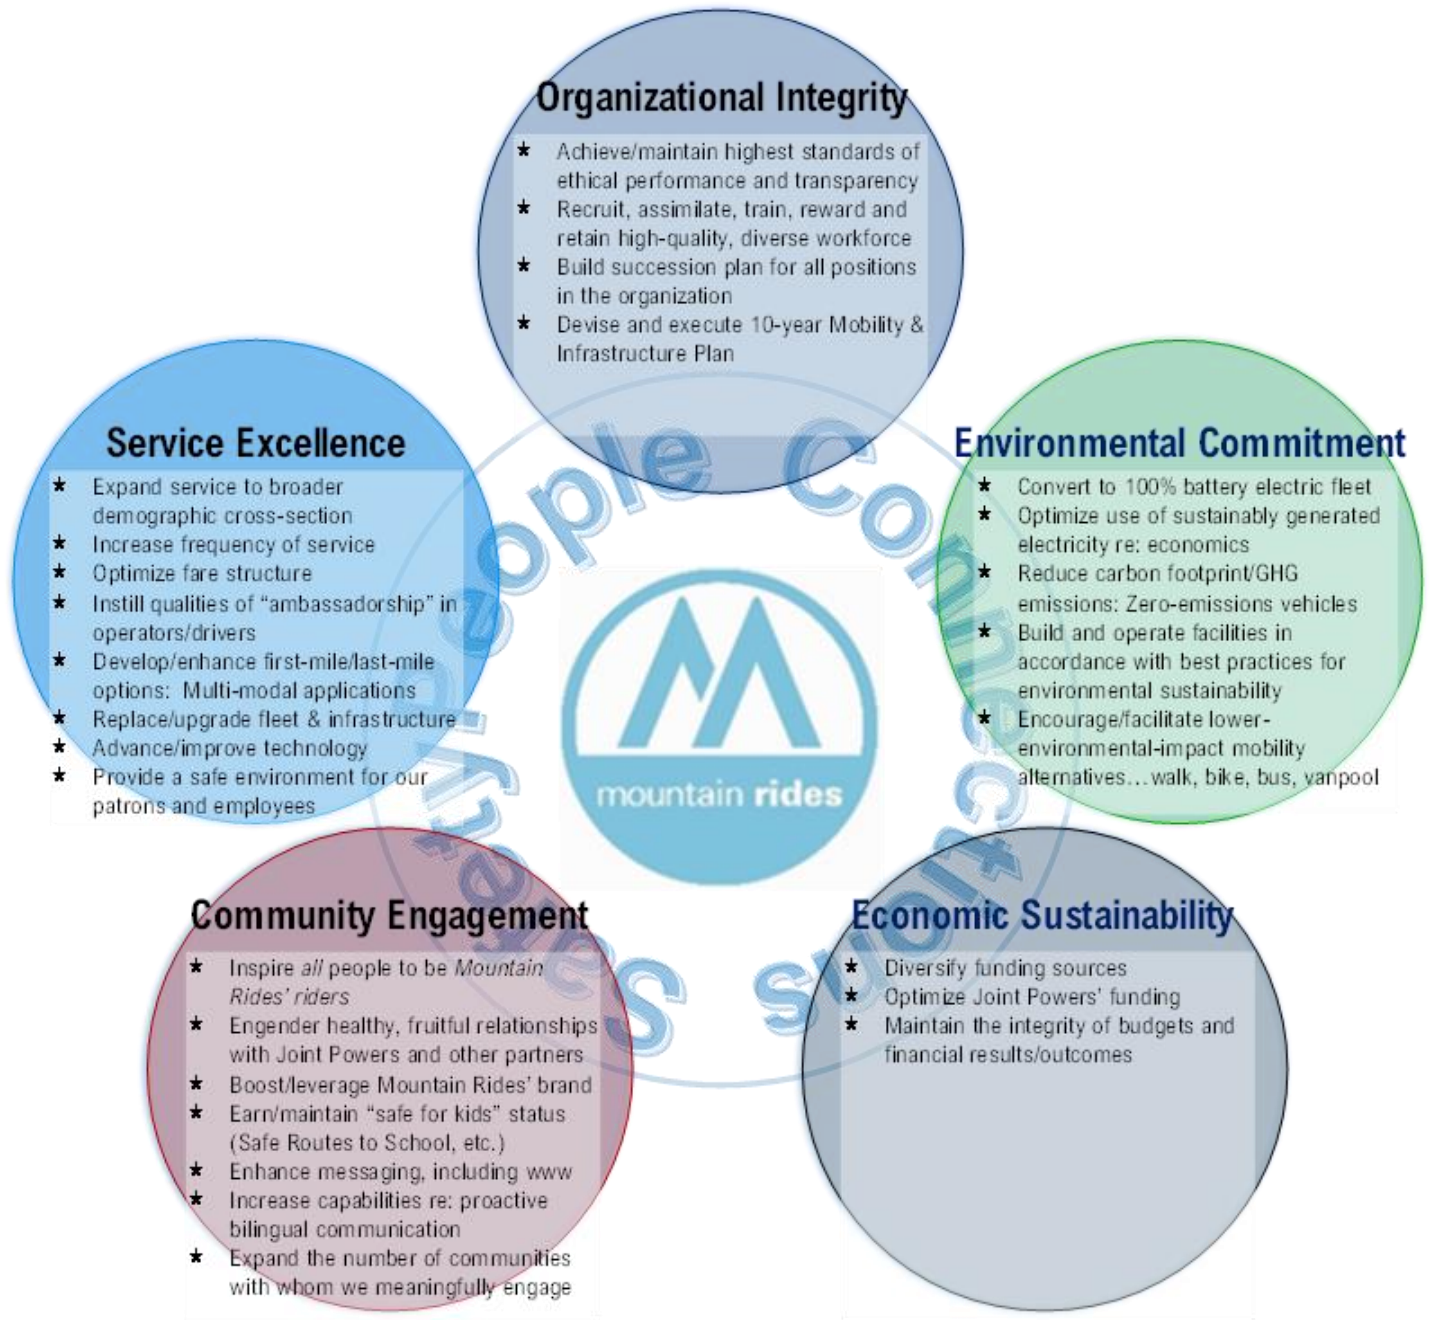 Organizational Integrity
* Achieve/maintain highest standards of
ethical performance and transparency
* Recruit, assimilate, train, reward and
retain high-quality, diverse workforce
* Build succession plan for all positions
in the organization
* Devise and execute 10-year Mobility &
Infrastructure Plan
Service Excellence
* Expand service to broader
demographic cross-section
* Increase frequency of service
* Optimize fare structure
* Instill qualities of “ambassadorship” in
operators/drivers
* Develop/enhance first-mile/last-mile
options: Multi-modal applications
* Replace/upgrade fleet & infrastructure
* Advance/improve technology
* Provide a safe environment for our
patrons and employees
Environmental Commitment
* Convert to 100% battery electric fleet
* Optimize use of sustainably generated
electricity re: economics
* Reduce carbon footprint/GHG
emissions: Zero-emissions vehicles
* Build and operate facilities in
accordance with best practices for
environmental sustainability
* Encourage/facilitate lower-
environmental-impact mobility
alternatives…walk, bike, bus, vanpool
Safety People Connections
mountain rides
Community Engagement
* Inspire all people to be Mountain
Rides’ riders
* Engender healthy, fruitful relationships
with Joint Powers and other partners
* Boost/leverage Mountain Rides’ brand
* Earn/maintain “safe for kids” status
(Safe Routes to School, etc.)
* Enhance messaging, including www
* Increase capabilities re: proactive
bilingual communication
* Expand the number of communities
with whom we meaningfully engage
Economic Sustainability
* Diversify funding sources
* Optimize Joint Powers’ funding
* Maintain the integrity of budgets and
financial results/outcomes